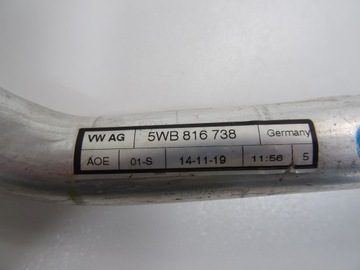 VW AG 5WB 816 738 Germany
AOE 01-S 14-11-19 11:56 5